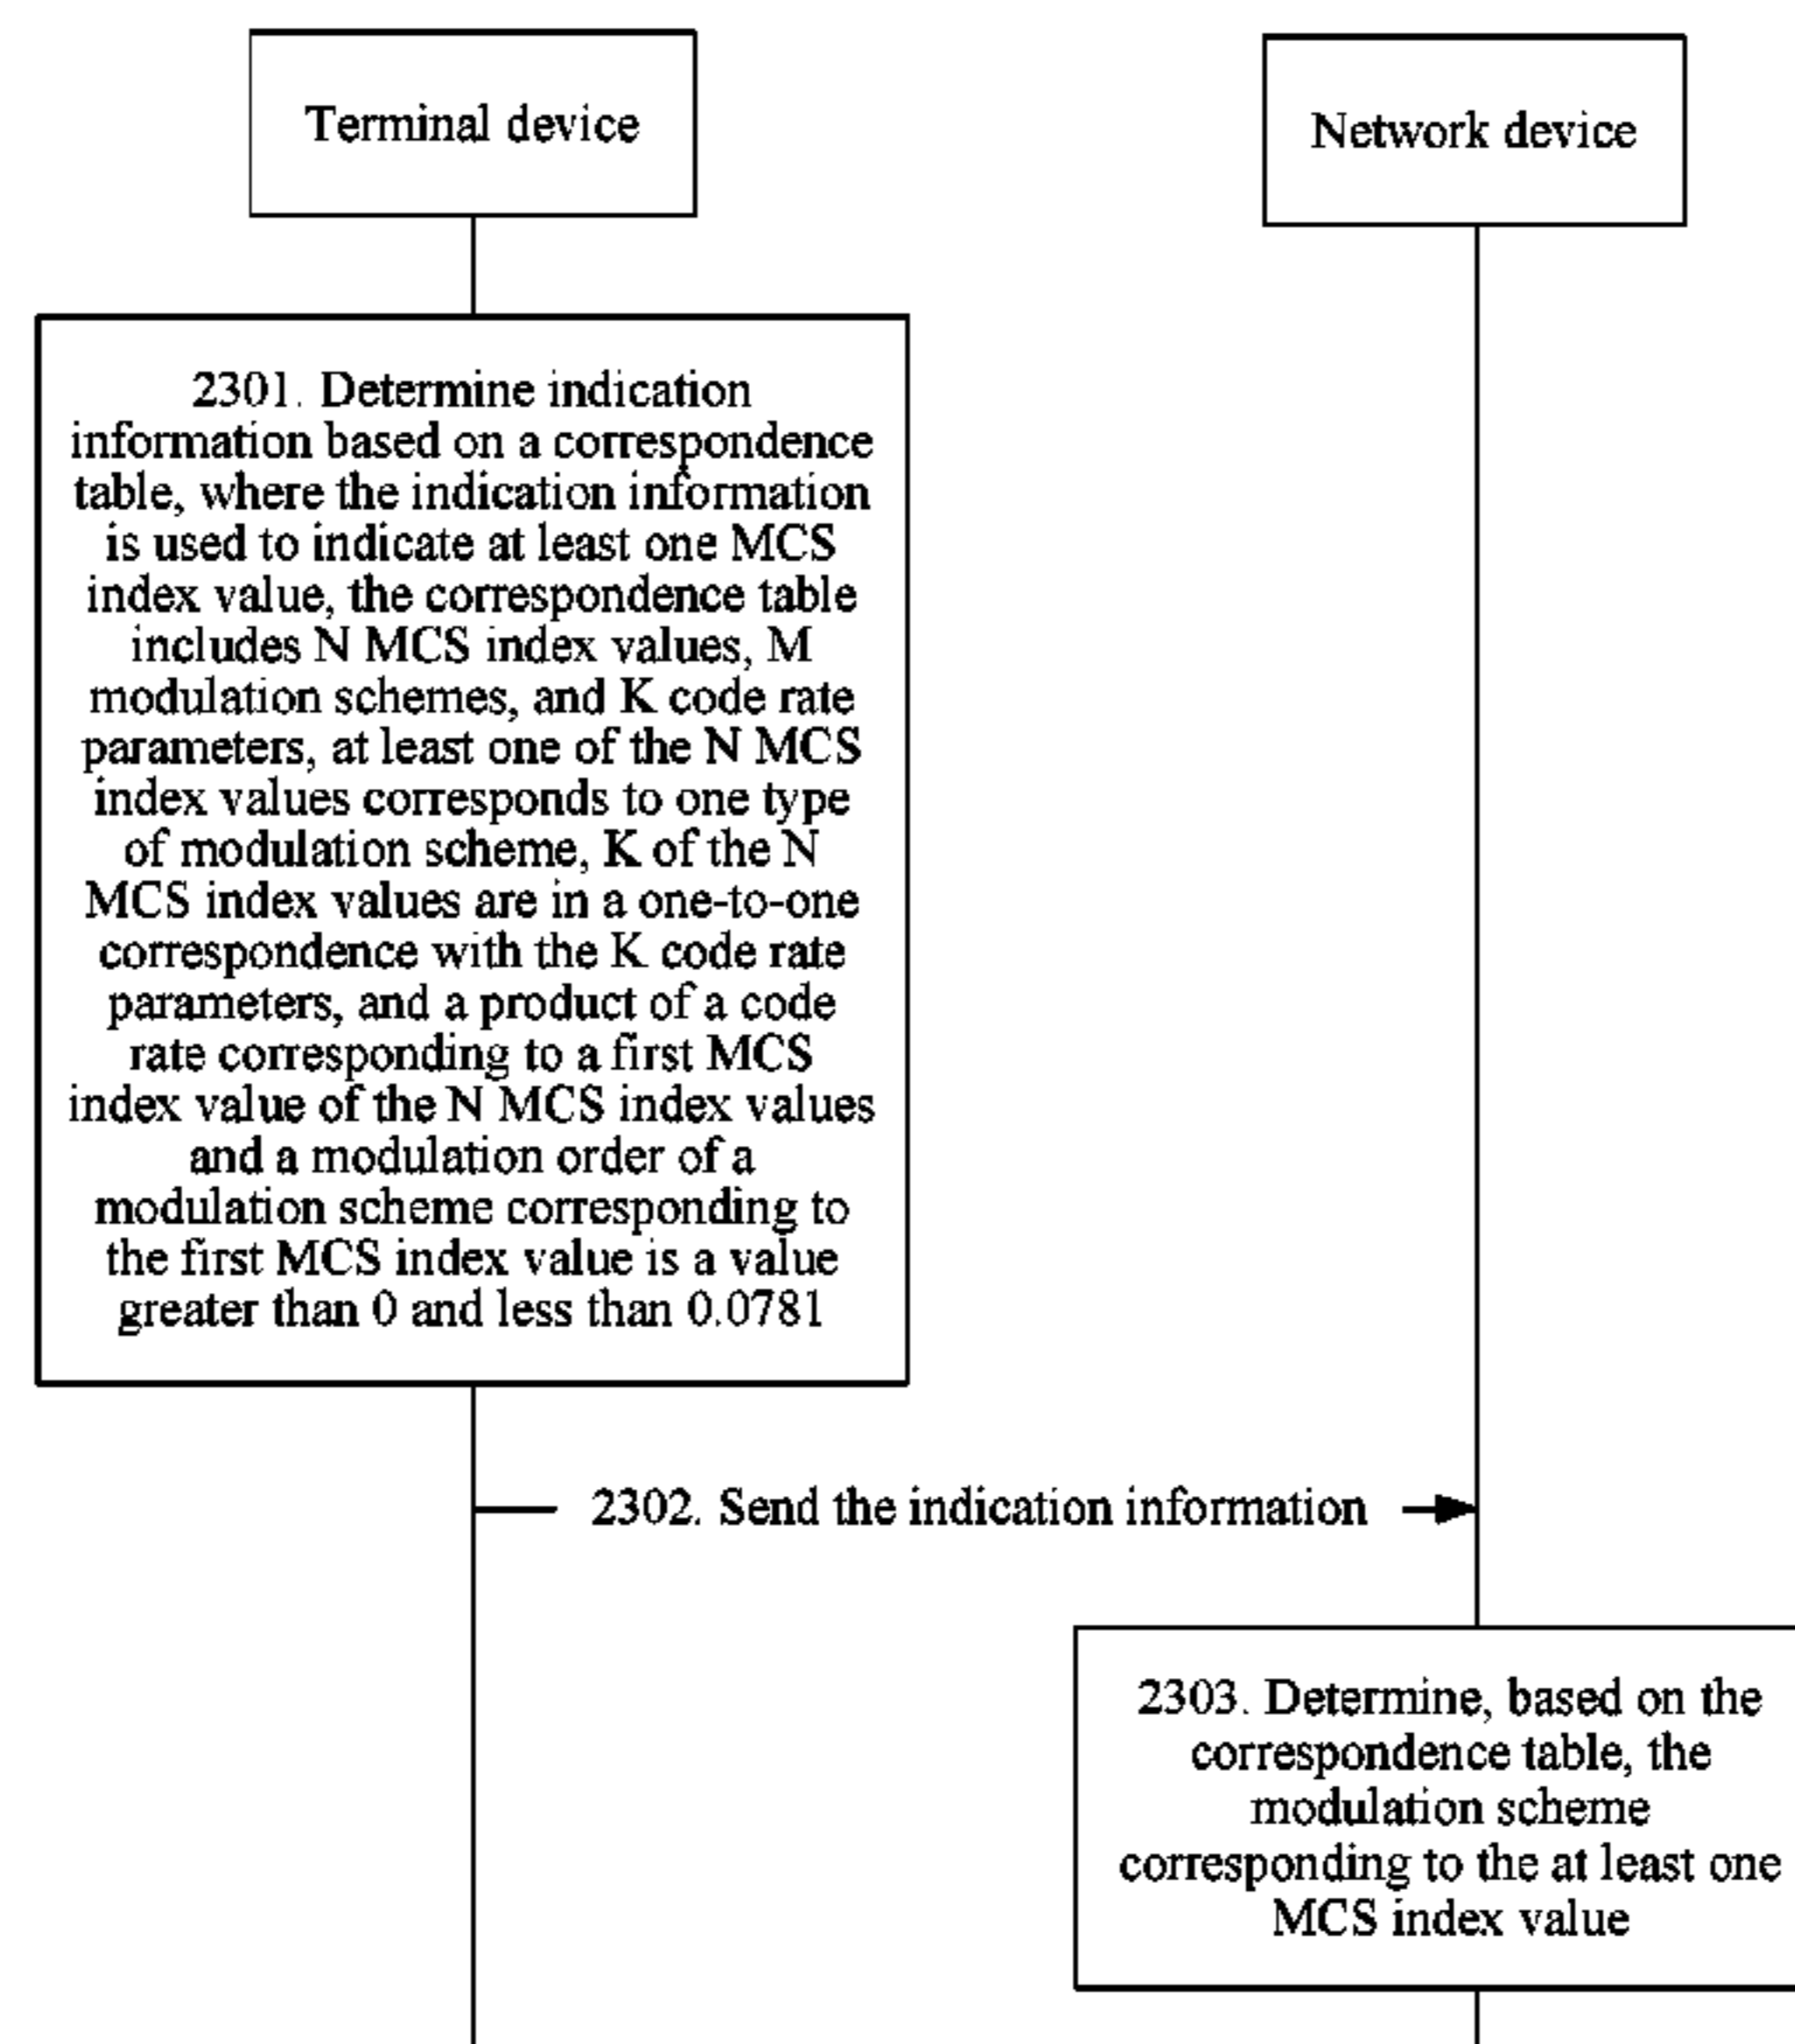 Terminal device
Network device
2301. Determine indication
information based on a correspondence
table, where the indication information
is used to indicate at least one MCS
index value, the correspondence table
includes N MCS index values, M
modulation schemes, and K code rate
parameters, at least one of the N MCS
index values corresponds to one type
of modulation scheme, K of the N
MCS index values are in a one-to-one
correspondence with the K code rate
parameters, and a product of a code
rate corresponding to a first MCS
index value of the N MCS index values
and a modulation order of a
modulation scheme corresponding to
the first MCS index value is a value
greater than 0 and less than 0.0781
2302. Send the indication information
2303. Determine, based on the
correspondence table, the
modulation scheme
corresponding to the at least one
MCS index value